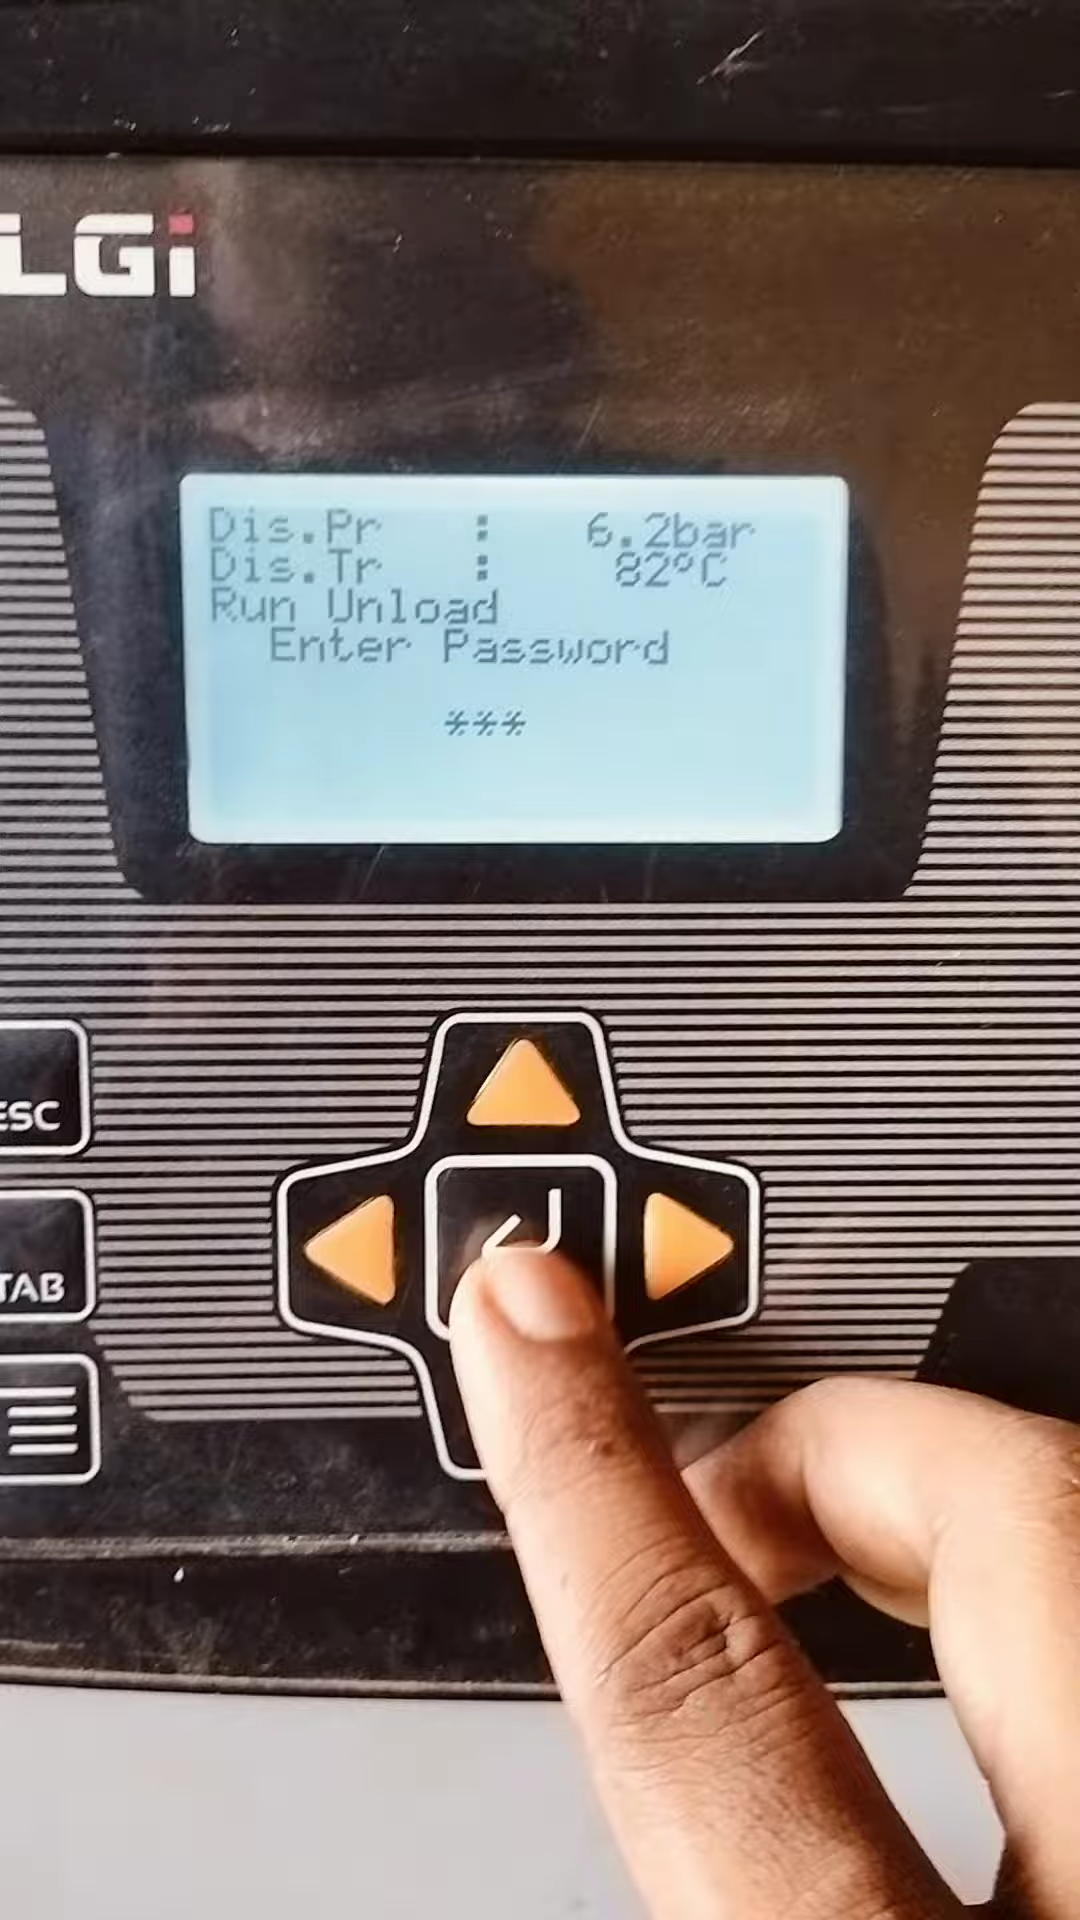 LGi
Dis.Pr : 6.2bar
Dis.Tr : 82°C
Run Unload
Enter Password
***
ESC
TAB